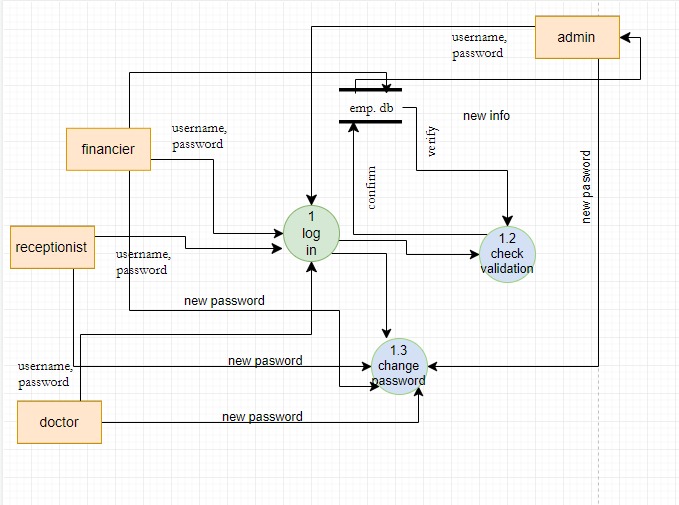 admin
username,
password
emp. db
new info
verify
confirm
username,
password
financier
new pasword
1
log
in
receptionist
username,
password
1.2
check
validation
new password
1.3
change
password
new pasword
username,
password
doctor
new password